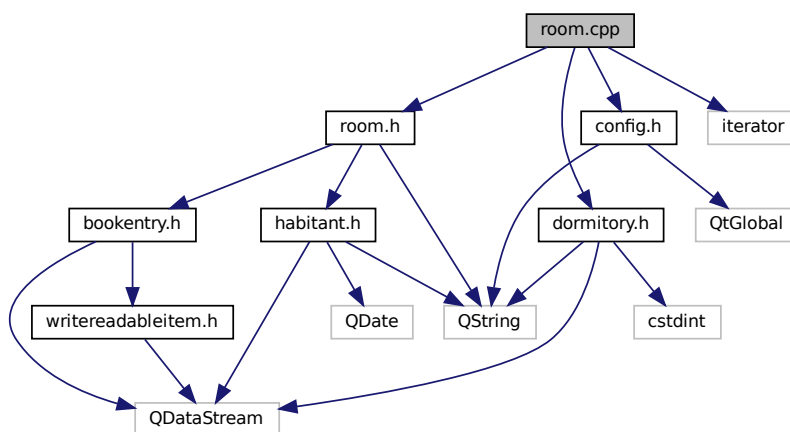 room.cpp
room.h
config.h
iterator
bookentry.h
habitant.h
dormitory.h
QtGlobal
writereadableitem.h
QDate
QString
cstdint
QDataStream